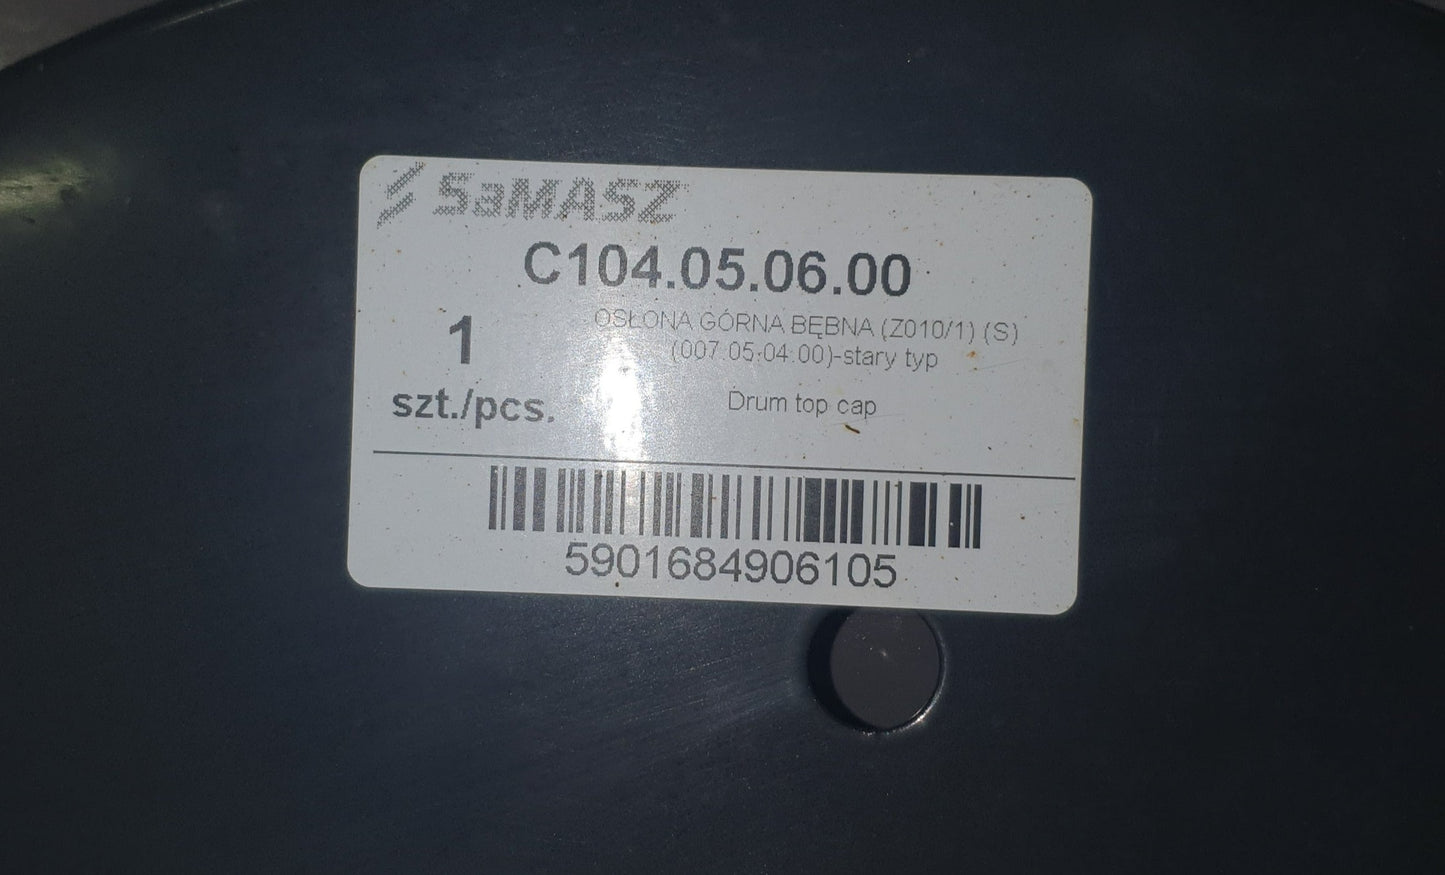 SaMASZ
C104.05.06.00
1
szt./pcs.
OSŁONA GÓRNA BĘBNA (Z010/1) (S)
(007.05.04.00)-stary typ
Drum top cap
5901684906105